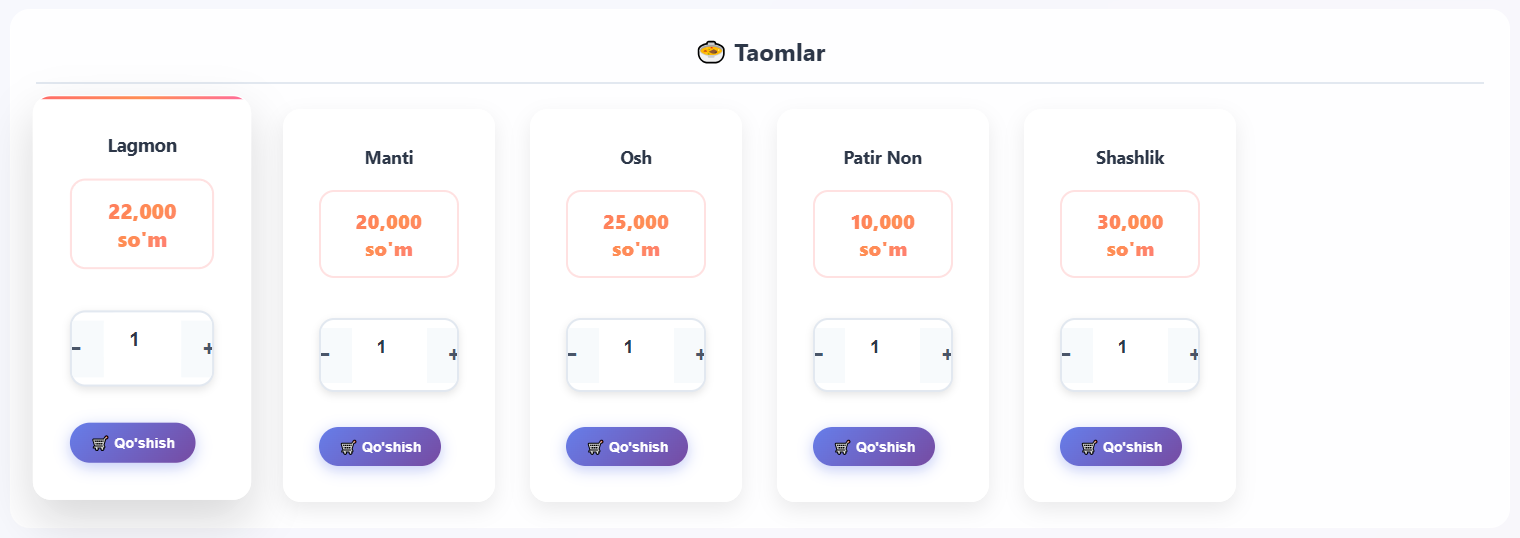 Taomlar
Lagmon
22,000
so'm
- 1 +
Qo'shish
Manti
20,000
so'm
- 1 +
Qo'shish
Osh
25,000
so'm
- 1 +
Qo'shish
Patir Non
10,000
so'm
- 1 +
Qo'shish
Shashlik
30,000
so'm
- 1 +
Qo'shish